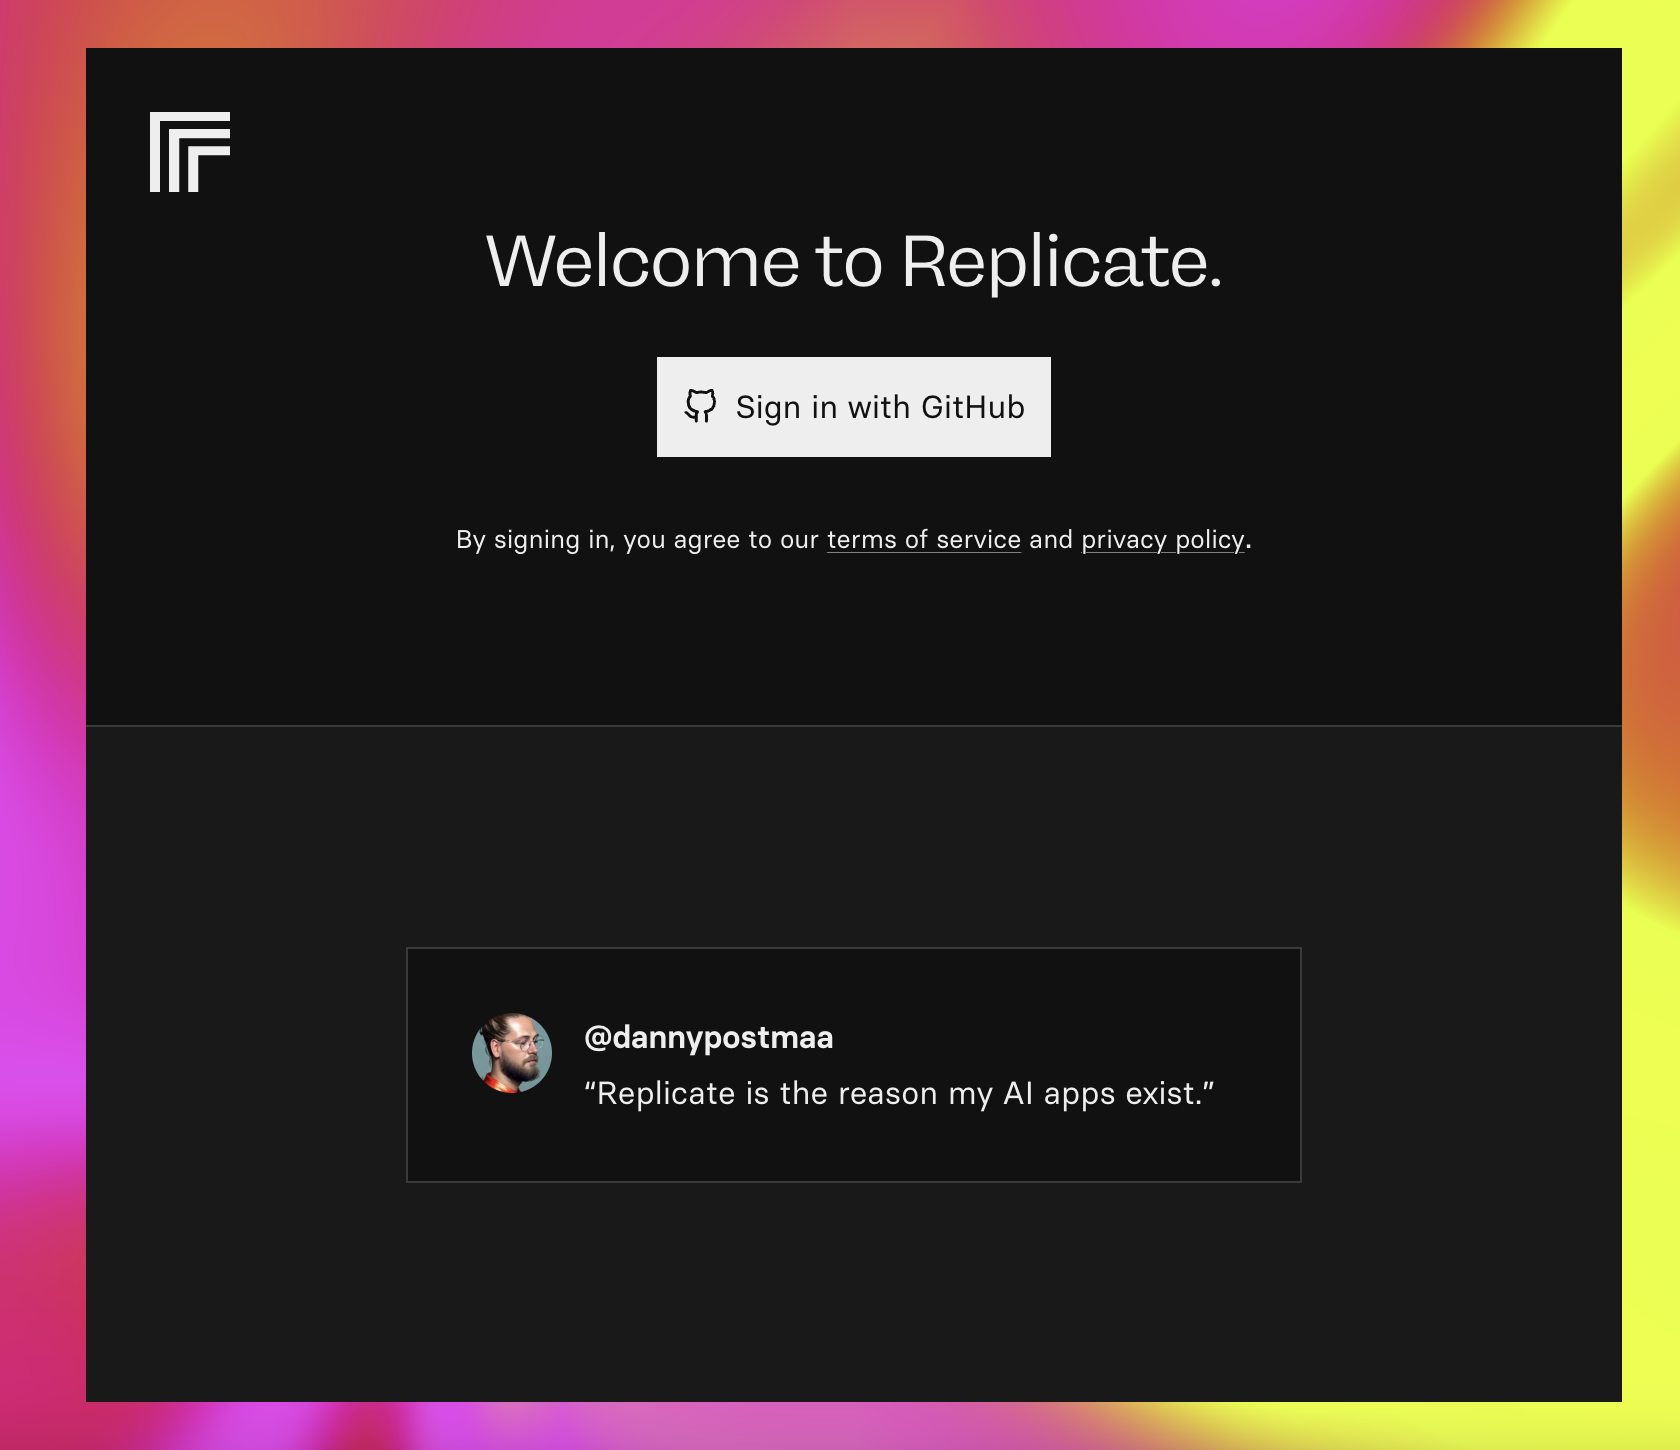 Welcome to Replicate.
Sign in with GitHub
By signing in, you agree to our terms of service and privacy policy.
@dannypostmaa
“Replicate is the reason my AI apps exist.”